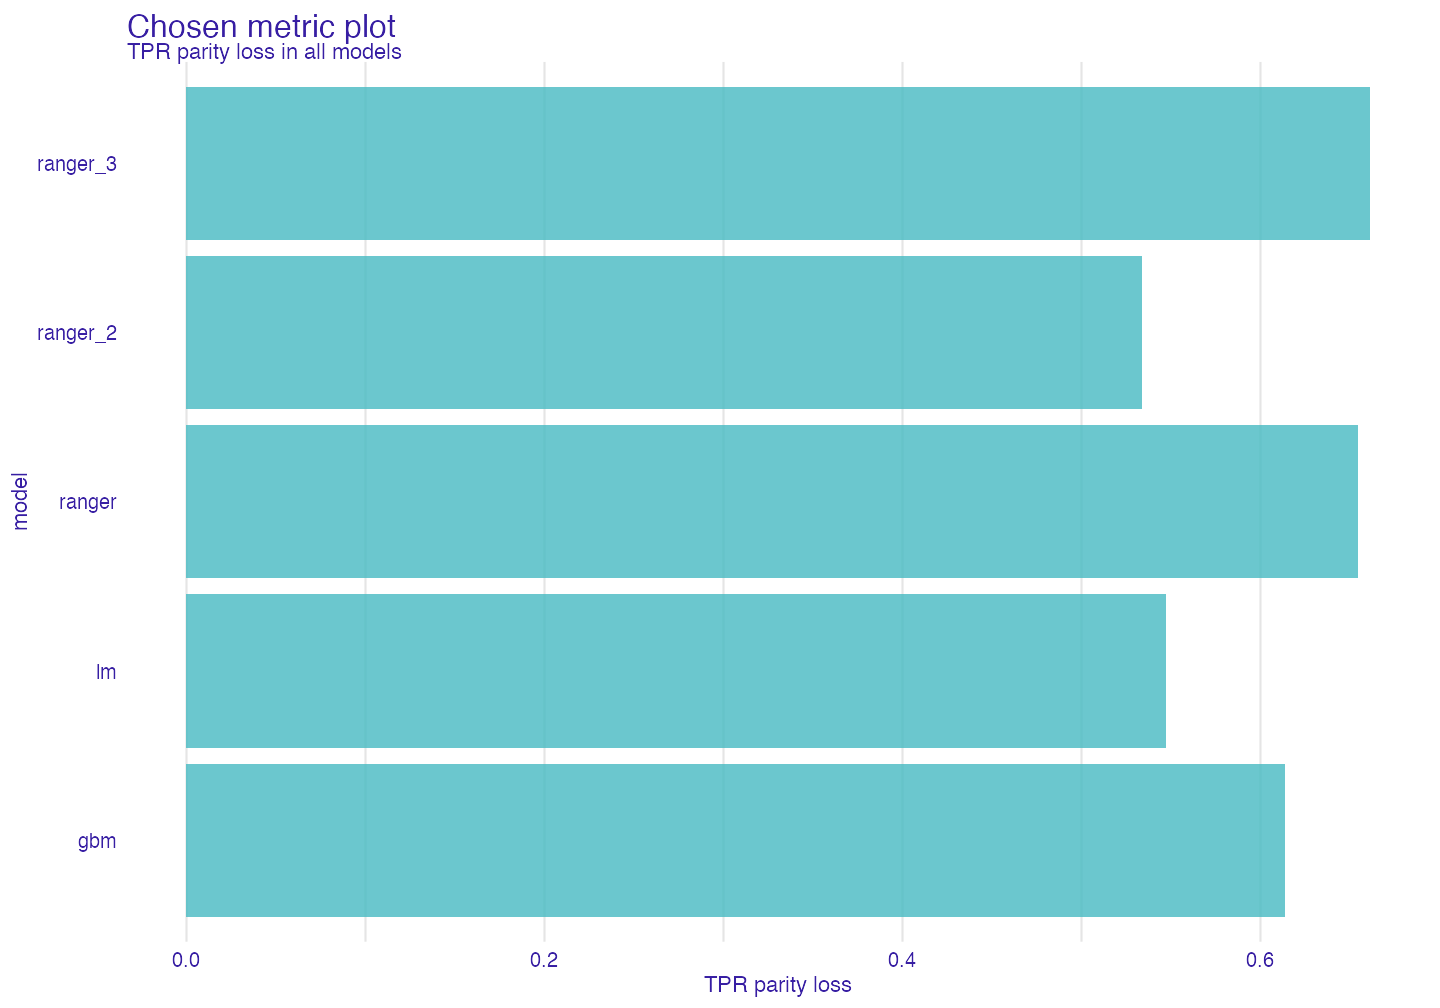 Chosen metric plot
TPR parity loss in all models
ranger_3
ranger_2
ranger
lm
gbm
model
0.0
0.2
0.4
0.6
TPR parity loss